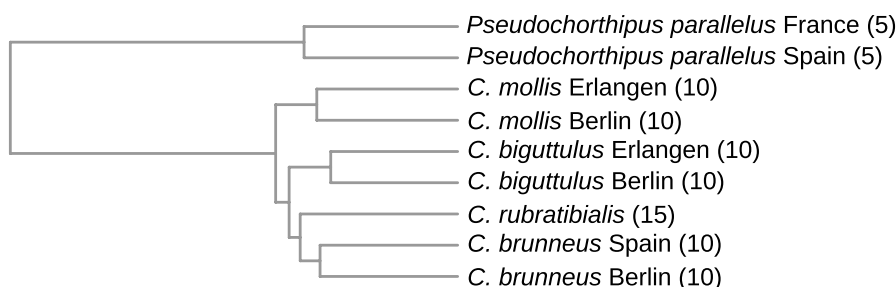 Pseudochorthipus parallelus France (5)
Pseudochorthipus parallelus Spain (5)
C. mollis Erlangen (10)
C. mollis Berlin (10)
C. biguttulus Erlangen (10)
C. biguttulus Berlin (10)
C. rubratibialis (15)
C. brunneus Spain (10)
C. brunneus Berlin (10)